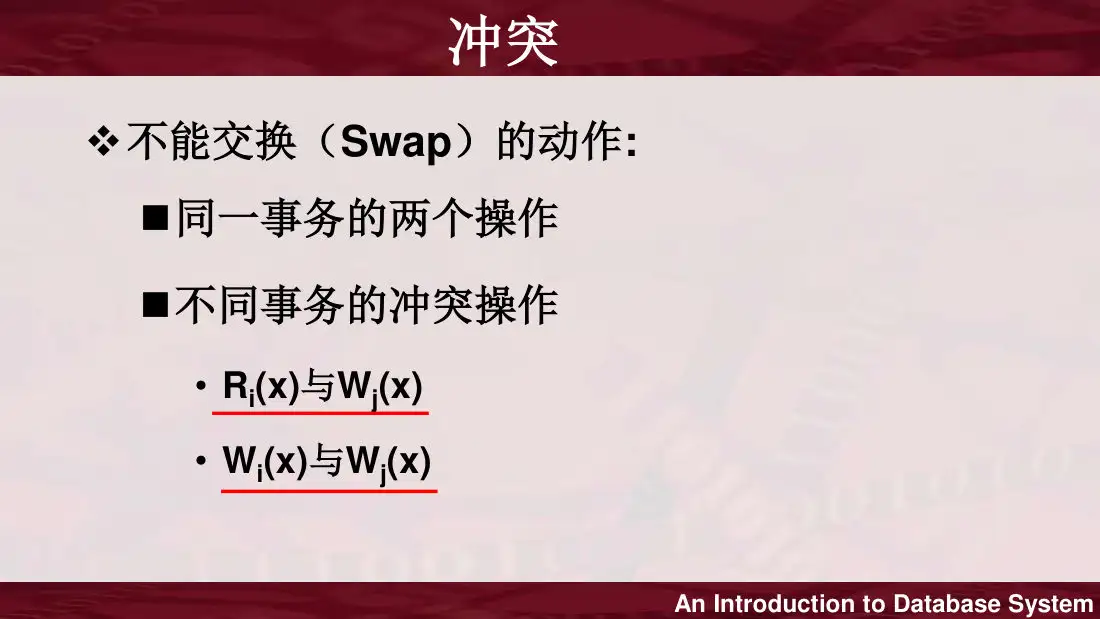 冲突
❖不能交换（Swap）的动作:
■同一事务的两个操作
■不同事务的冲突操作
• Ri(x)与Wj(x)
• Wi(x)与Wj(x)
An Introduction to Database System